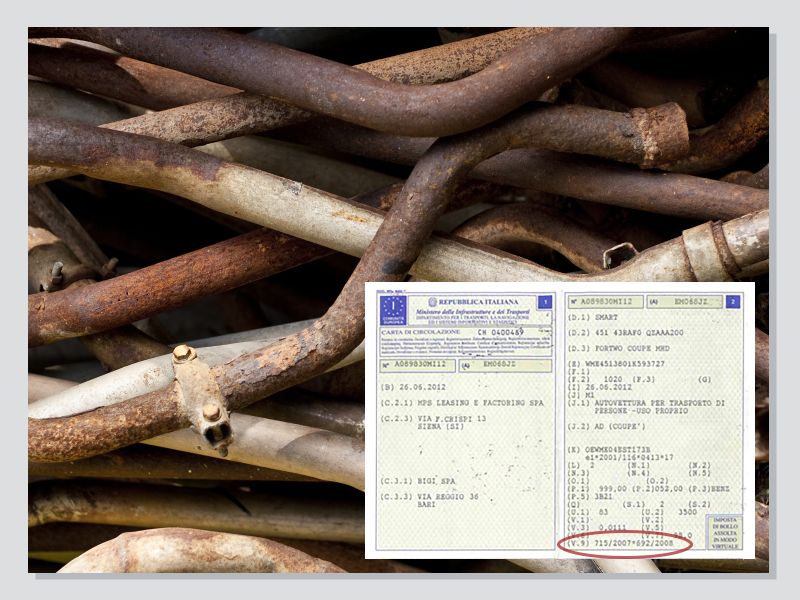 COMUNITÀ
EUROPEA
REPUBBLICA ITALIANA
1
Ministero delle Infrastrutture e dei Trasporti
DIPARTIMENTO PER I TRASPORTI, LA NAVIGAZIONE
ED I SISTEMI INFORMATIVI E STATISTICI
CARTA DI CIRCOLAZIONE CH 0400469
N° A089830MI12 (A) EM068JZ
(B) 26.06.2012
(C.2.1) MPS LEASING E FACTORING SPA
(C.2.3) VIA F.CRISPI 13
SIENA (SI)
(C.3.1) BIGI SPA
(C.3.3) VIA REGGIO 36
BARI
N° A089830MI12 (A) EM068JZ 2
(D.1) SMART
(D.2) 451 43RAF0 QZAAA200
(D.3) FORTWO COUPE MHD
(E) WME4513801K593727
(F.1)
(F.2) 1020 (F.3) (G)
(I) 26.06.2012
(J) M1
(J.1) AUTOVETTURA PER TRASPORTO DI
PERSONE -USO PROPRIO
(J.2) AD (COUPE')
(K) OEWME04EST173B
e1*2001/116*0413*17
(L) 2 (N.1) (N.2)
(N.3) (N.4) (N.5)
(O.1) (O.2)
(P.1) 999,00 (P.2)052,00 (P.3)BENZ
(P.5) 3B21
(Q) (S.1) 2 (S.2)
(U.1) 83 (U.2) 3500
(V.1) (V.2)
(V.3) 0.0111 (V.5)
(V.9) 715/2007*692/2008
IMPOSTA
DI BOLLO
ASSOLTA
IN MODO
VIRTUALE